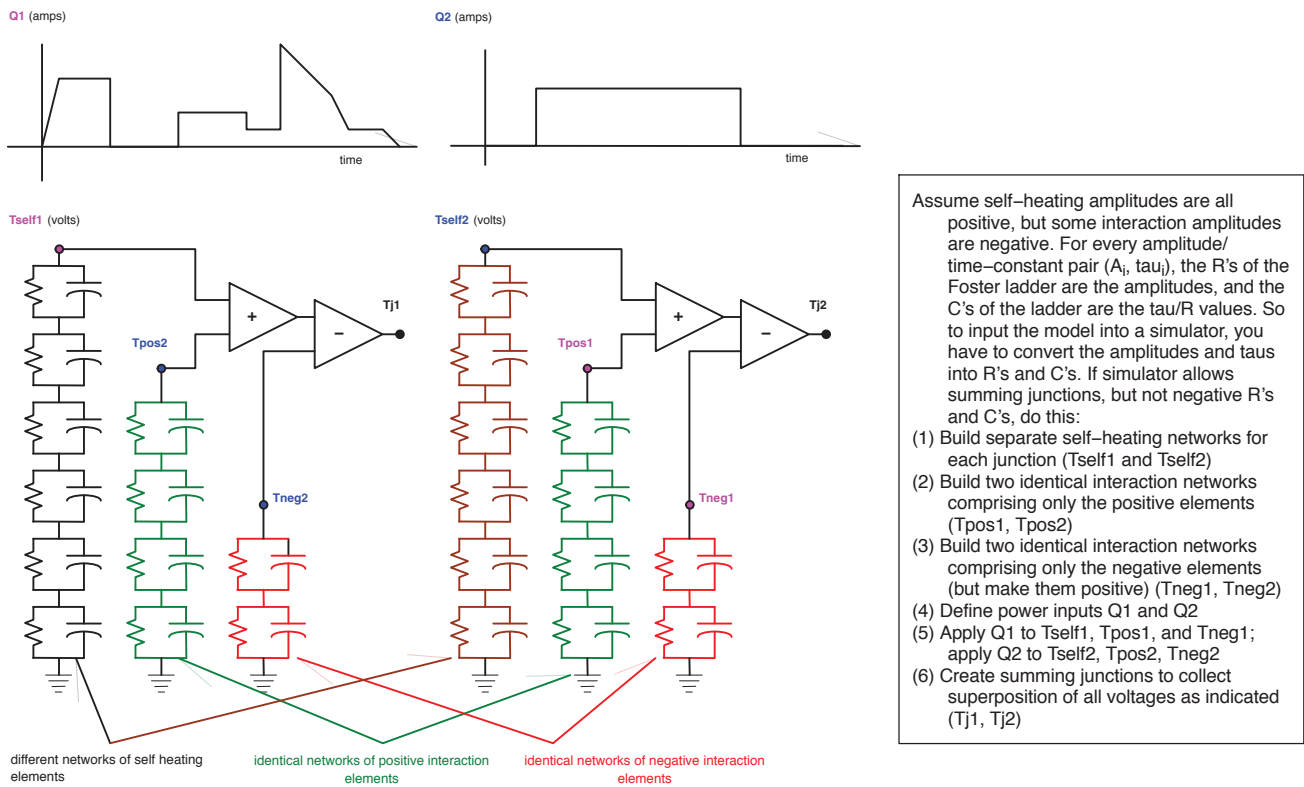 Q1 (amps)
Q2 (amps)
time
time
Tself1 (volts)
Tself2 (volts)
+
−
Tj1
+
−
Tj2
Tpos2
Tpos1
Tneg2
Tneg1
different networks of self heating
elements
identical networks of positive interaction
elements
identical networks of negative interaction
elements
Assume self−heating amplitudes are all
positive, but some interaction amplitudes
are negative. For every amplitude/
time−constant pair (Ai, taui), the R's of the
Foster ladder are the amplitudes, and the
C's of the ladder are the tau/R values. So
to input the model into a simulator, you
have to convert the amplitudes and taus
into R's and C's. If simulator allows
summing junctions, but not negative R's
and C's, do this:
(1) Build separate self−heating networks for
each junction (Tself1 and Tself2)
(2) Build two identical interaction networks
comprising only the positive elements
(Tpos1, Tpos2)
(3) Build two identical interaction networks
comprising only the negative elements
(but make them positive) (Tneg1, Tneg2)
(4) Define power inputs Q1 and Q2
(5) Apply Q1 to Tself1, Tpos1, and Tneg1;
apply Q2 to Tself2, Tpos2, Tneg2
(6) Create summing junctions to collect
superposition of all voltages as indicated
(Tj1, Tj2)